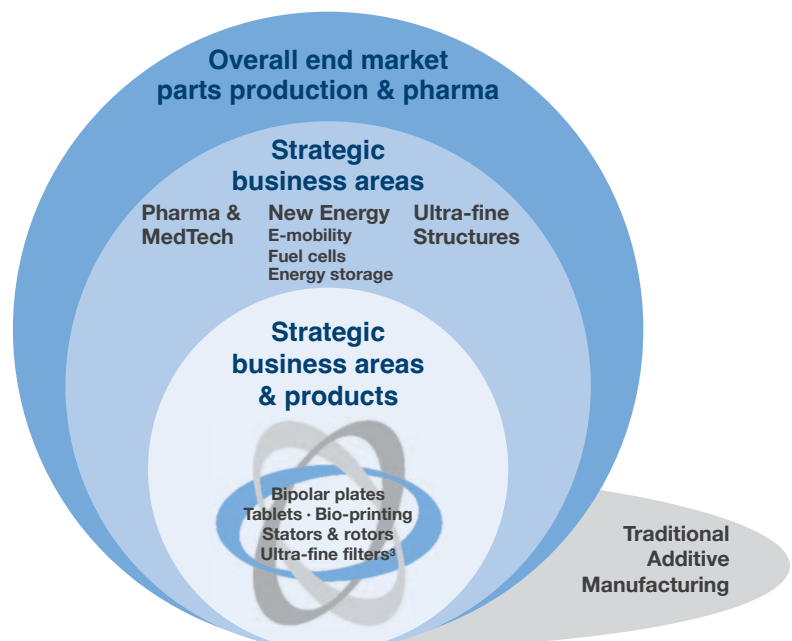 Overall end market
parts production & pharma
Strategic
business areas
Pharma &
MedTech
New Energy
E-mobility
Fuel cells
Energy storage
Ultra-fine
Structures
Strategic
business areas
& products
Bipolar plates
Tablets · Bio-printing
Stators & rotors
Ultra-fine filters³
Traditional
Additive
Manufacturing